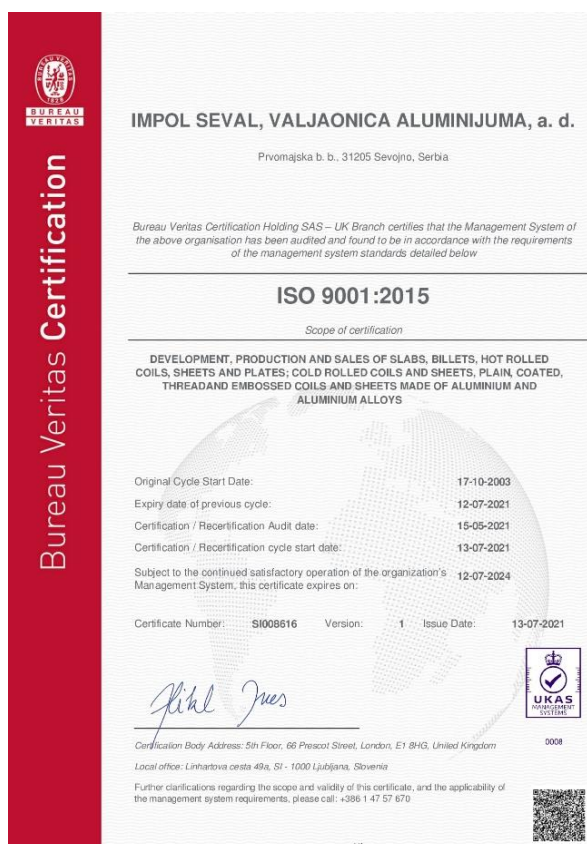 BUREAU
VERITAS
Bureau Veritas Certification
IMPOL SEVAL, VALJAONICA ALUMINIJUMA, a. d.
Prvomajska b. b.. 31205 Sevojno, Serbia
Bureau Veritas Certification Holding SAS – UK Branch certifies that the Management System of
the above organisation has been audited and found to be in accordance with the requirements
of the management system standards detailed below
ISO 9001:2015
Scope of certification
DEVELOPMENT, PRODUCTION AND SALES OF SLABS, BILLETS, HOT ROLLED
COILS, SHEETS AND PLATES; COLD ROLLED COILS AND SHEETS, PLAIN, COATED,
THREADAND EMBOSSED COILS AND SHEETS MADE OF ALUMINIUM AND
ALUMINIUM ALLOYS
Original Cycle Start Date: 17-10-2003
Expiry date of previous cycle: 12-07-2021
Certification / Recertification Audit date: 15-05-2021
Certification / Recertification cycle start date: 13-07-2021
Subject to the continued satisfactory operation of the organization's
Management System, this certificate expires on: 12-07-2024
Certificate Number: SI008616 Version: 1 Issue Date: 13-07-2021
UKAS
MANAGEMENT
SYSTEMS
0008
Certification Body Address: 5th Floor, 66 Prescot Street, London, E1 8HG, United Kingdom
Local office: Linhartova cesta 49a, SI - 1000 Ljubljana, Slovenia
Further clarifications regarding the scope and validity of this certificate, and the applicability of
the management system requirements, please call: +386 1 47 57 670